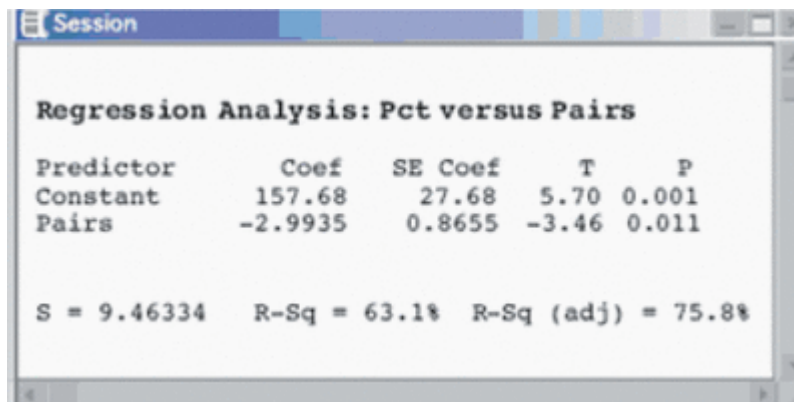 Session
Regression Analysis: Pct versus Pairs
Predictor Coef SE Coef T P
Constant 157.68 27.68 5.70 0.001
Pairs -2.9935 0.8655 -3.46 0.011
S = 9.46334 R-Sq = 63.1% R-Sq (adj) = 75.8%